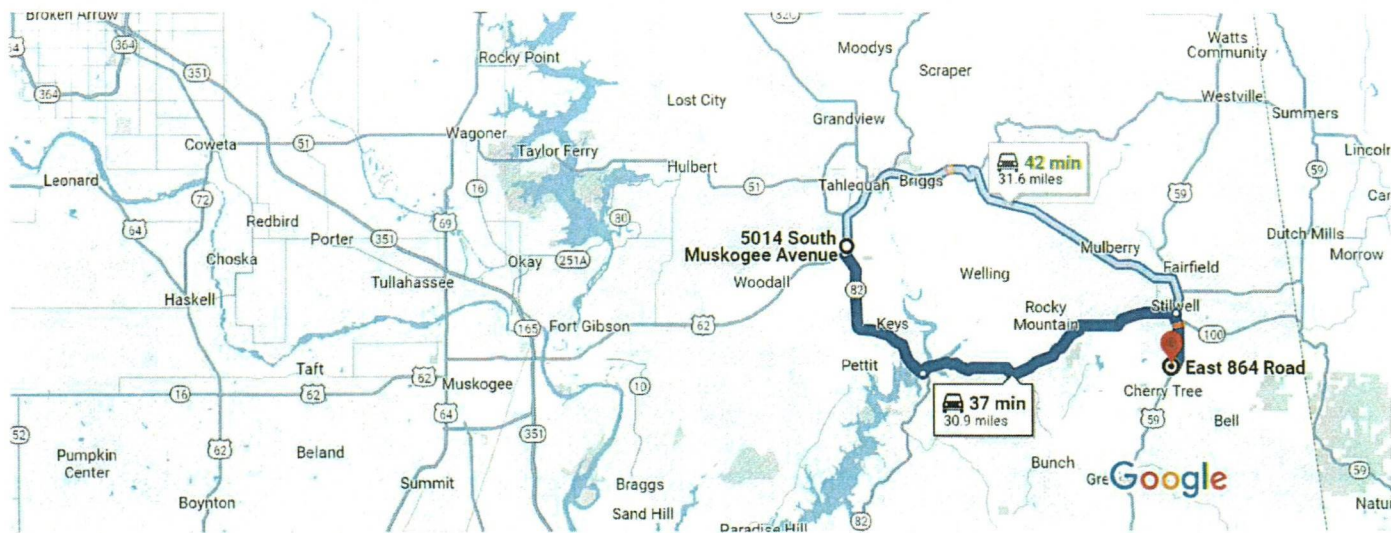 Broken Arrow
64
364
351
364
Rocky Point
Moodys
Scraper
Watts
Community
Lost City
Grandview
Westville
Summers
Coweta
51
Wagoner
Taylor Ferry
Hulbert
51
Tahlequah
Briggs
42 min
31.6 miles
59
59
Lincoln
Leonard
72
16
80
64
Redbird
Porter
351
69
5014 South
Muskogee Avenue
Mulberry
Dutch Mills
Morrow
Choska
Tullahassee
Okay
251A
Woodall
Welling
Fairfield
Haskell
82
Rocky
Mountain
Stilwell
165
Fort Gibson
62
Keys
100
Taft
Pettit
East 864 Road
16
62
62
Muskogee
10
37 min
30.9 miles
Cherry Tree
64
52
351
59
Bell
Pumpkin
Center
62
Beland
Summit
Braggs
Bunch
Google
59
Boynton
Sand Hill
82
Paradise Hill